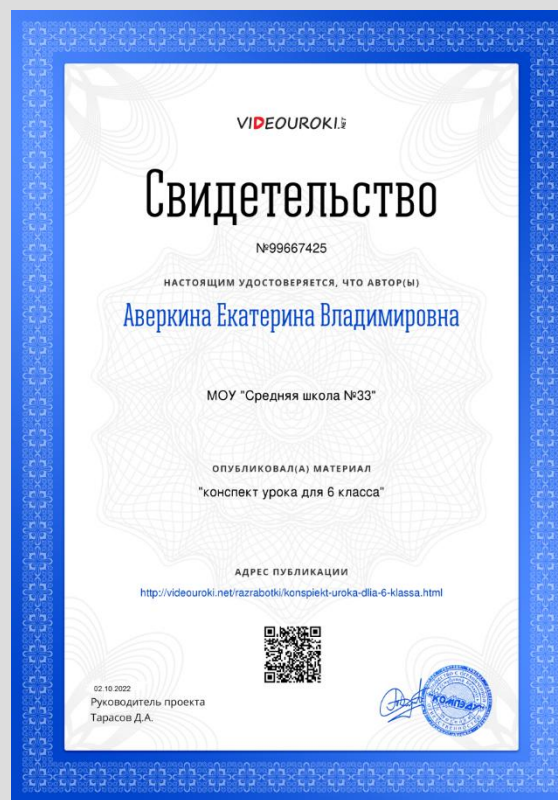 VIDEOUROKI.NET
Свидетельство
№99667425
НАСТОЯЩИМ УДОСТОВЕРЯЕТСЯ, ЧТО АВТОР(Ы)
Аверкина Екатерина Владимировна
МОУ "Средняя школа №33"
ОПУБЛИКОВАЛ(А) МАТЕРИАЛ
"конспект урока для 6 класса"
АДРЕС ПУБЛИКАЦИИ
http://videouroki.net/razrabotki/konspiekt-uroka-dlia-6-klassa.html
02.10.2022
Руководитель проекта
Тарасов Д.А.
"КОМПЭДУ"